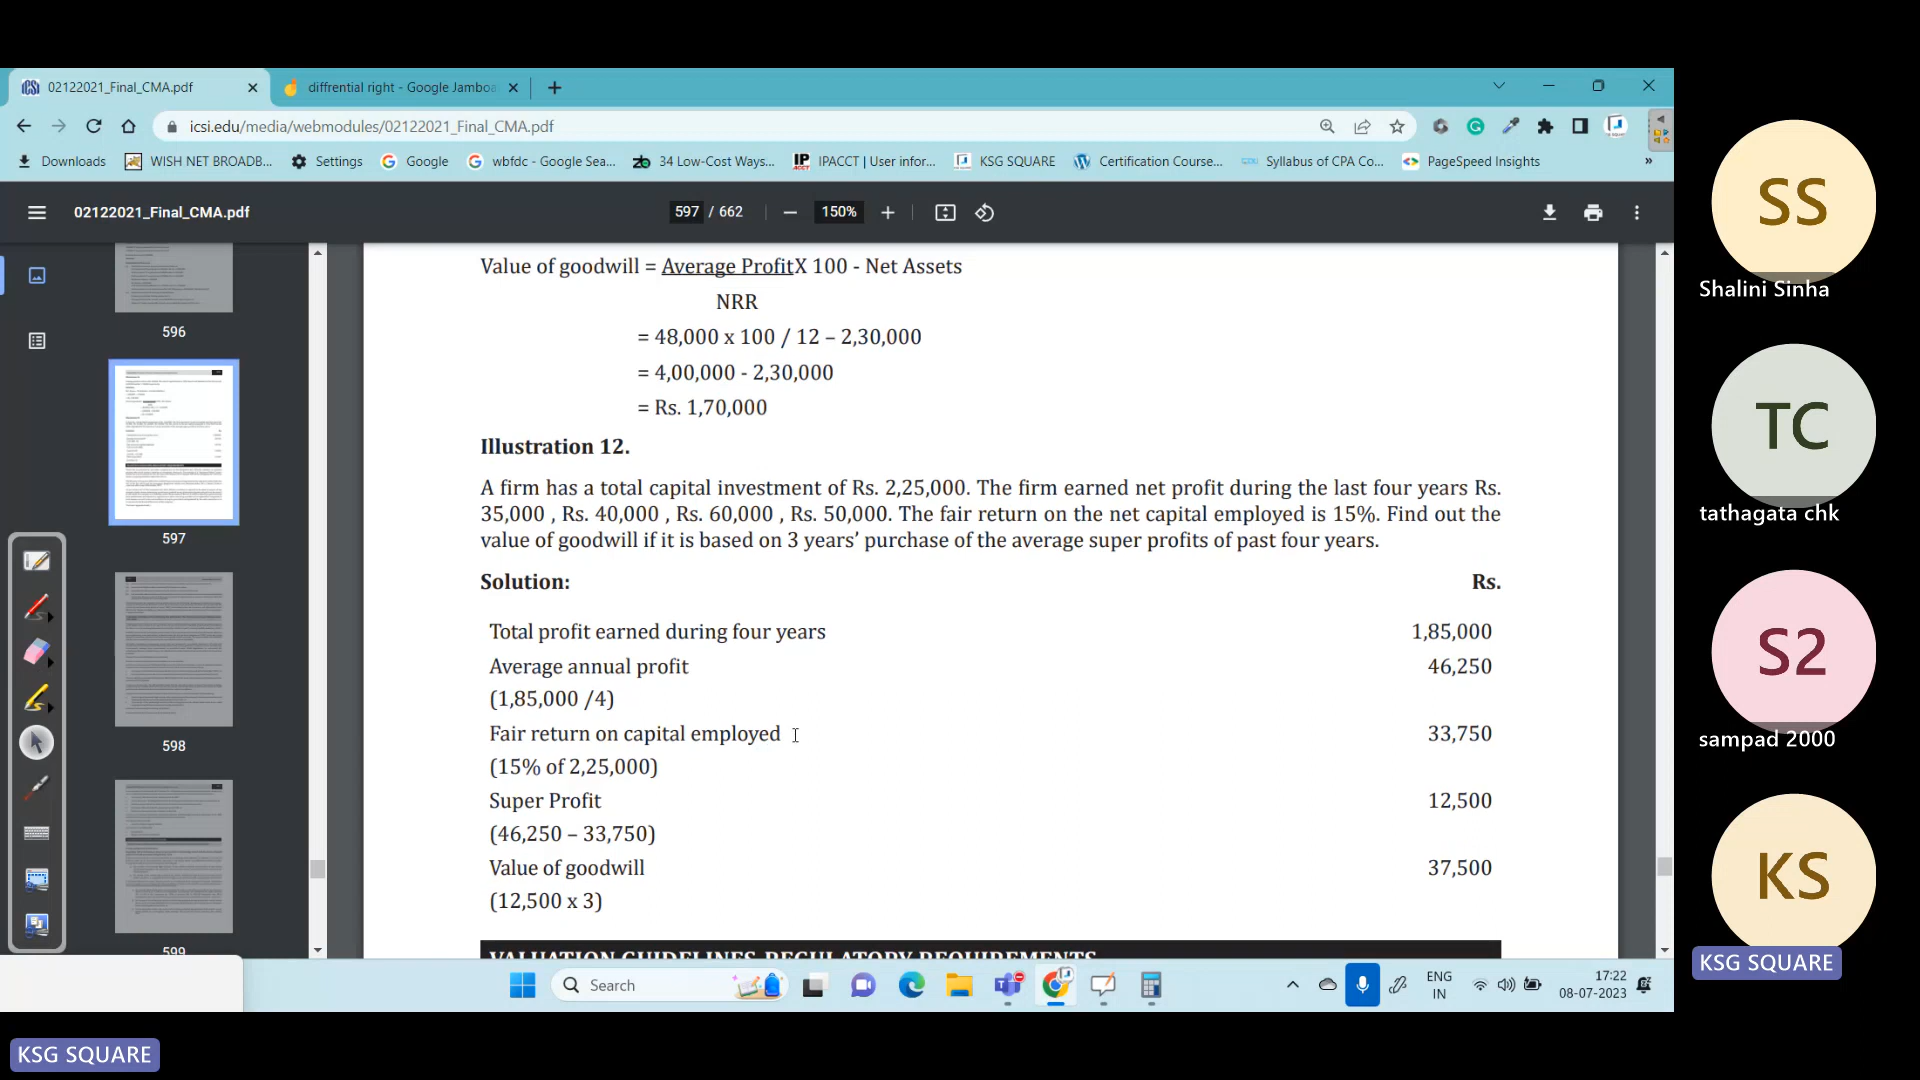 02122021_Final_CMA.pdf
diffrential right - Google Jamboa
icsi.edu/media/webmodules/02122021_Final_CMA.pdf
Downloads
WISH NET BROADB...
Settings
Google
wbfdc - Google Sea...
34 Low-Cost Ways...
IPACCT | User infor...
KSG SQUARE
Certification Course...
Syllabus of CPA Co...
PageSpeed Insights
02122021_Final_CMA.pdf
597 / 662
150%
596
597
598
599
Value of goodwill = Average ProfitX 100 - Net Assets
NRR
= 48,000 x 100 / 12 – 2,30,000
= 4,00,000 - 2,30,000
= Rs. 1,70,000
Illustration 12.
A firm has a total capital investment of Rs. 2,25,000. The firm earned net profit during the last four years Rs.
35,000 , Rs. 40,000 , Rs. 60,000 , Rs. 50,000. The fair return on the net capital employed is 15%. Find out the
value of goodwill if it is based on 3 years’ purchase of the average super profits of past four years.
Solution: Rs.
Total profit earned during four years 1,85,000
Average annual profit 46,250
(1,85,000 /4)
Fair return on capital employed 33,750
(15% of 2,25,000)
Super Profit 12,500
(46,250 – 33,750)
Value of goodwill 37,500
(12,500 x 3)
VALUATION GUIDELINES-REGULATORY REQUIREMENTS
Search
ENG
IN
17:22
08-07-2023
SS
Shalini Sinha
TC
tathagata chk
S2
sampad 2000
KS
KSG SQUARE
KSG SQUARE